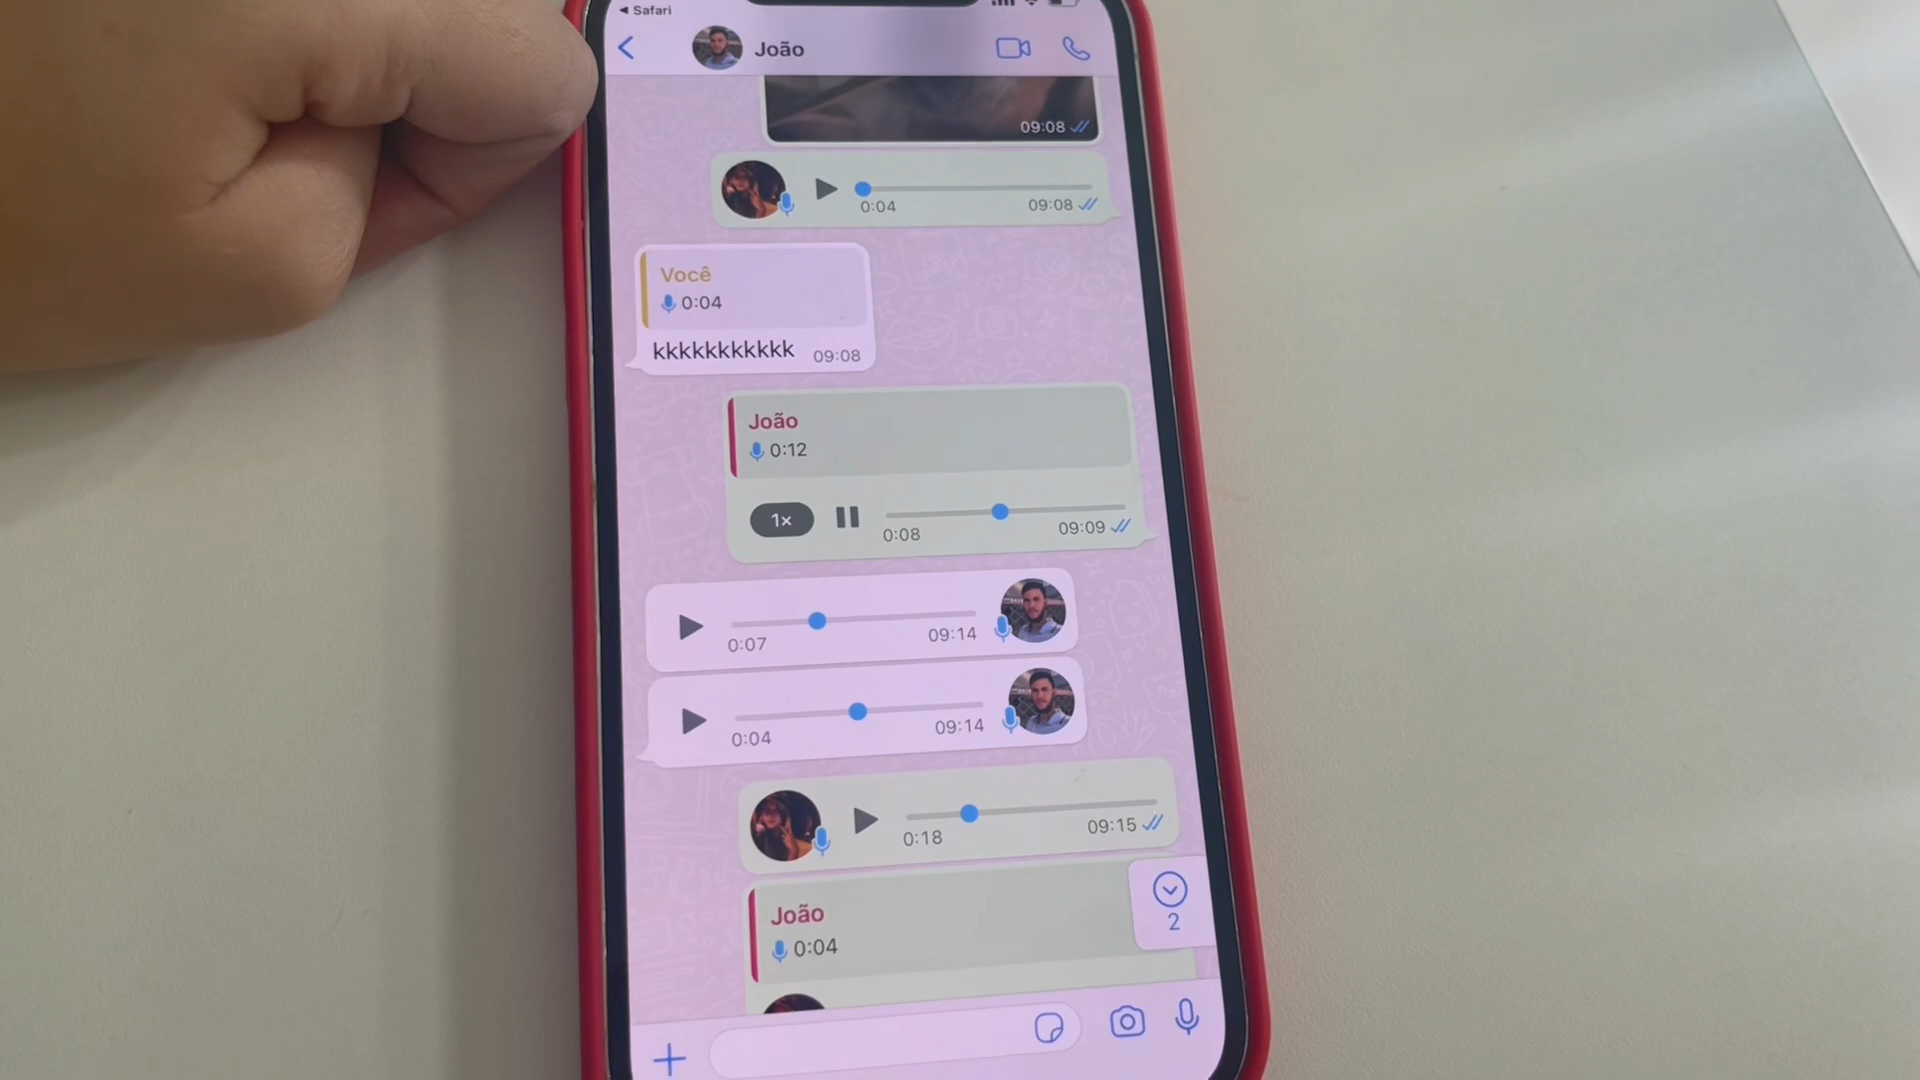 Safari
João
09:08
0:04 09:08
Você
0:04
kkkkkkkkkkk 09:08
João
0:12
1x 0:08 09:09
0:07 09:14
0:04 09:14
0:18 09:15
João
0:04
2